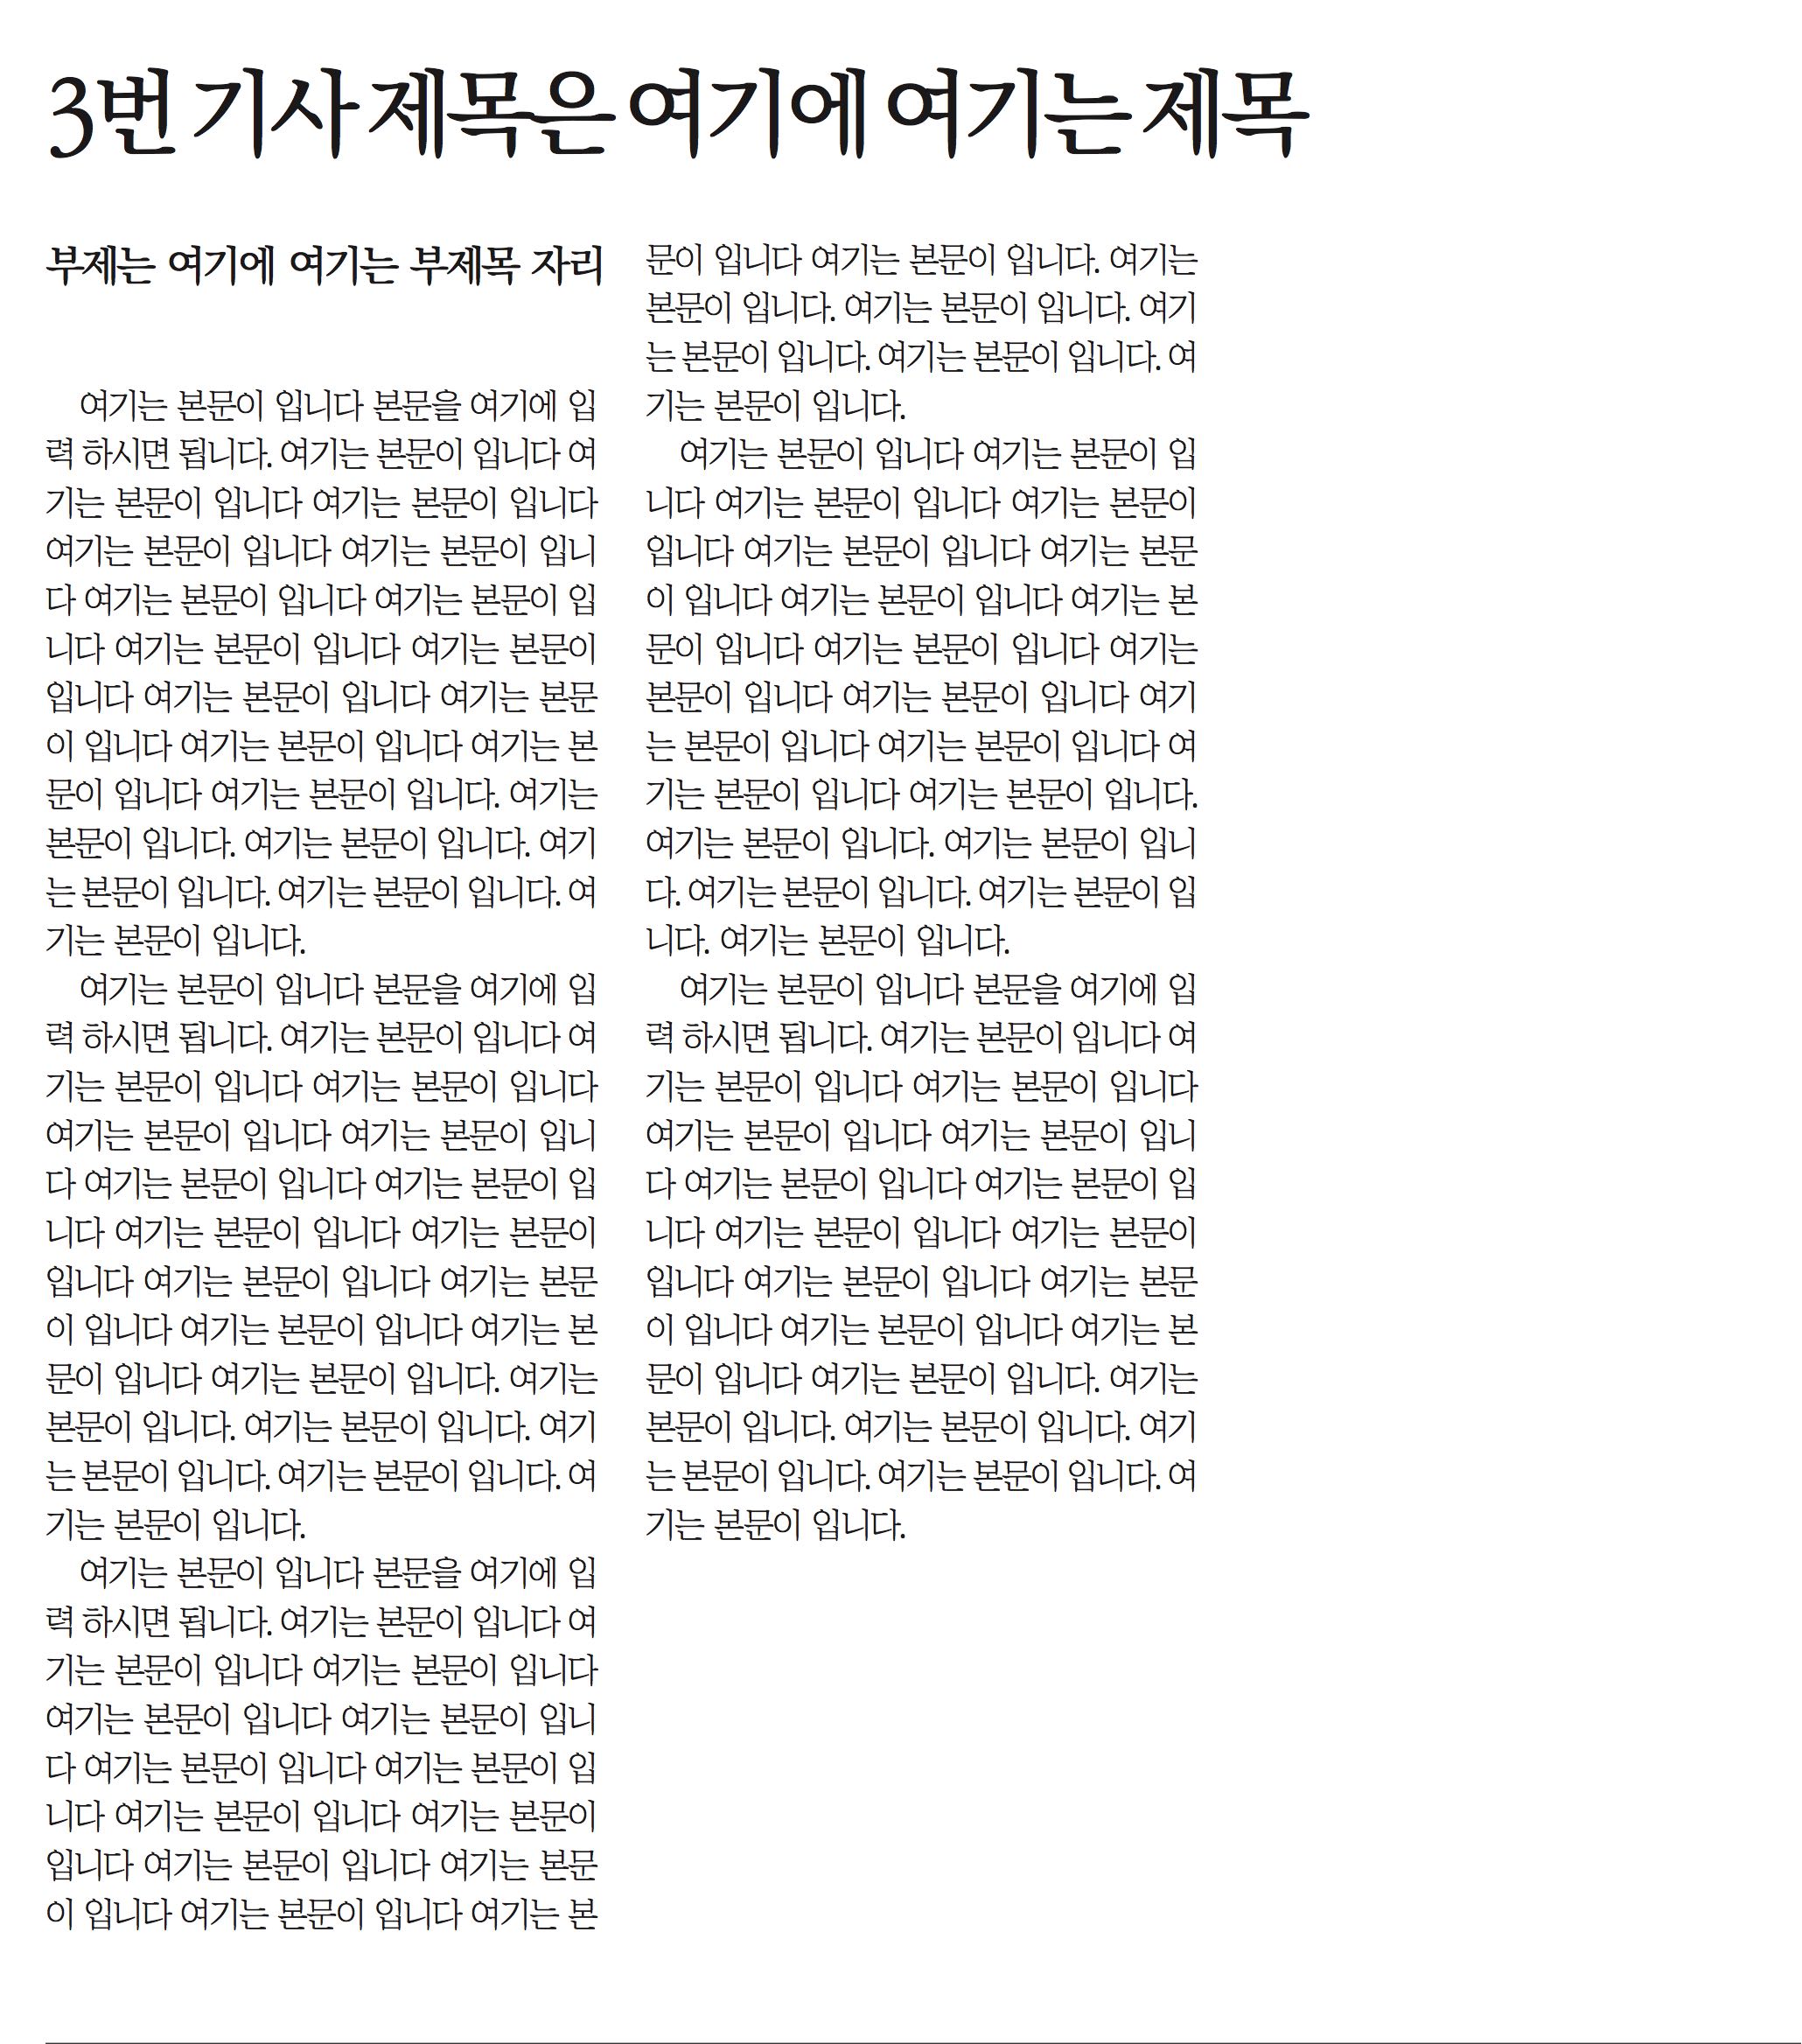 3번 기사 제목은 여기에 여기는 제목
부제는 여기에 여기는 부제목 자리
여기는 본문이 입니다 본문을 여기에 입
력 하시면 됩니다. 여기는 본문이 입니다 여
기는 본문이 입니다 여기는 본문이 입니다
여기는 본문이 입니다 여기는 본문이 입니
다 여기는 본문이 입니다 여기는 본문이 입
니다 여기는 본문이 입니다 여기는 본문이
입니다 여기는 본문이 입니다 여기는 본문
이 입니다 여기는 본문이 입니다 여기는 본
문이 입니다 여기는 본문이 입니다. 여기는
본문이 입니다. 여기는 본문이 입니다. 여기
는 본문이 입니다. 여기는 본문이 입니다. 여
기는 본문이 입니다.
여기는 본문이 입니다 본문을 여기에 입
력 하시면 됩니다. 여기는 본문이 입니다 여
기는 본문이 입니다 여기는 본문이 입니다
여기는 본문이 입니다 여기는 본문이 입니
다 여기는 본문이 입니다 여기는 본문이 입
니다 여기는 본문이 입니다 여기는 본문이
입니다 여기는 본문이 입니다 여기는 본문
이 입니다 여기는 본문이 입니다 여기는 본
문이 입니다 여기는 본문이 입니다. 여기는
본문이 입니다. 여기는 본문이 입니다. 여기
는 본문이 입니다. 여기는 본문이 입니다. 여
기는 본문이 입니다.
여기는 본문이 입니다 본문을 여기에 입
력 하시면 됩니다. 여기는 본문이 입니다 여
기는 본문이 입니다 여기는 본문이 입니다
여기는 본문이 입니다 여기는 본문이 입니
다 여기는 본문이 입니다 여기는 본문이 입
니다 여기는 본문이 입니다 여기는 본문이
입니다 여기는 본문이 입니다 여기는 본문
이 입니다 여기는 본문이 입니다 여기는 본
문이 입니다 여기는 본문이 입니다. 여기는
본문이 입니다. 여기는 본문이 입니다. 여기
는 본문이 입니다. 여기는 본문이 입니다. 여
기는 본문이 입니다.
여기는 본문이 입니다 여기는 본문이 입
니다 여기는 본문이 입니다 여기는 본문이
입니다 여기는 본문이 입니다 여기는 본문
이 입니다 여기는 본문이 입니다 여기는 본
문이 입니다 여기는 본문이 입니다 여기는
본문이 입니다 여기는 본문이 입니다 여기
는 본문이 입니다 여기는 본문이 입니다 여
기는 본문이 입니다 여기는 본문이 입니다.
여기는 본문이 입니다. 여기는 본문이 입니
다. 여기는 본문이 입니다. 여기는 본문이 입
니다. 여기는 본문이 입니다.
여기는 본문이 입니다 본문을 여기에 입
력 하시면 됩니다. 여기는 본문이 입니다 여
기는 본문이 입니다 여기는 본문이 입니다
여기는 본문이 입니다 여기는 본문이 입니
다 여기는 본문이 입니다 여기는 본문이 입
니다 여기는 본문이 입니다 여기는 본문이
입니다 여기는 본문이 입니다 여기는 본문
이 입니다 여기는 본문이 입니다 여기는 본
문이 입니다 여기는 본문이 입니다. 여기는
본문이 입니다. 여기는 본문이 입니다. 여기
는 본문이 입니다. 여기는 본문이 입니다. 여
기는 본문이 입니다.